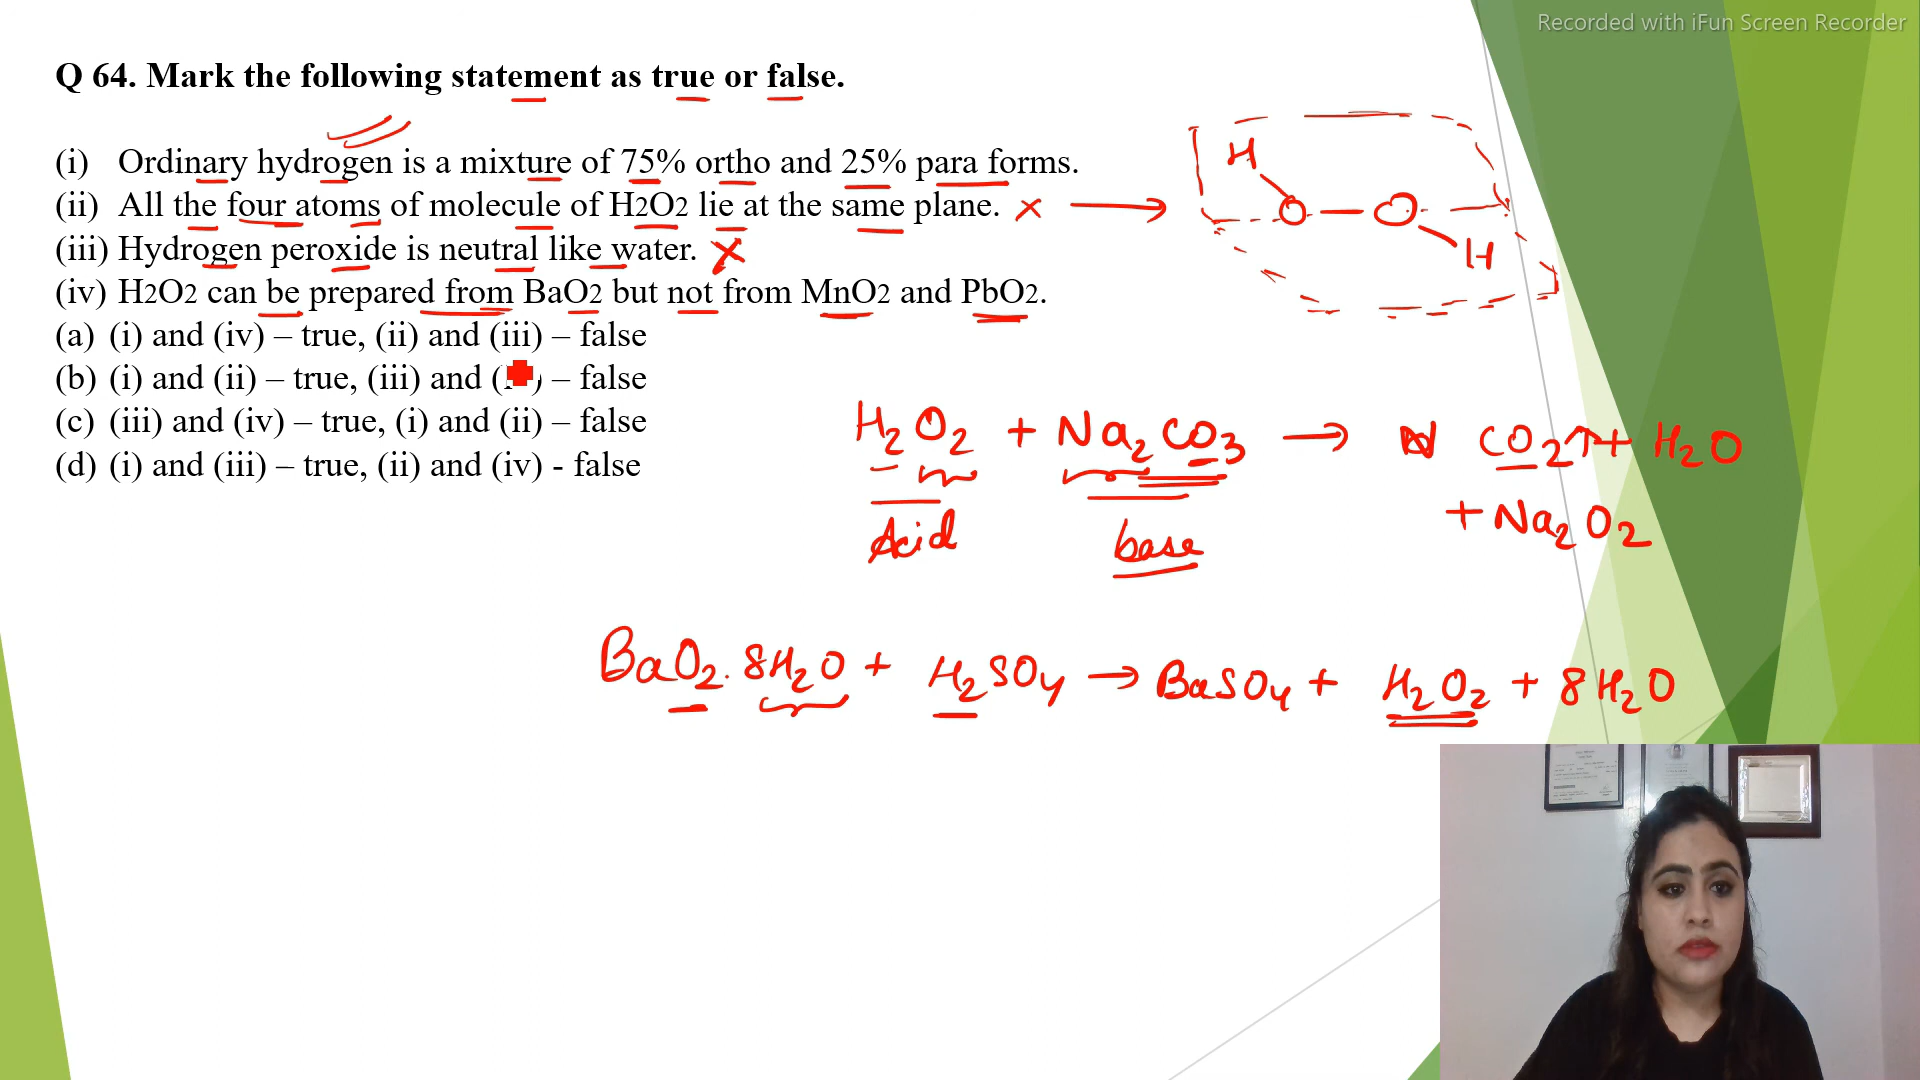 Recorded with iFun Screen Recorder
Q 64. Mark the following statement as true or false.
(i) Ordinary hydrogen is a mixture of 75% ortho and 25% para forms.
(ii) All the four atoms of molecule of H2O2 lie at the same plane. ×
(iii) Hydrogen peroxide is neutral like water. ×
(iv) H2O2 can be prepared from BaO2 but not from MnO2 and PbO2.
(a) (i) and (iv) – true, (ii) and (iii) – false
(b) (i) and (ii) – true, (iii) and – false
(c) (iii) and (iv) – true, (i) and (ii) – false
(d) (i) and (iii) – true, (ii) and (iv) - false
H
O — O
H
H2O2 + Na2CO3 → CO2↑ + H2O
+ Na2O2
Acid base
BaO2.8H2O + H2SO4 → BaSO4 + H2O2 + 8H2O